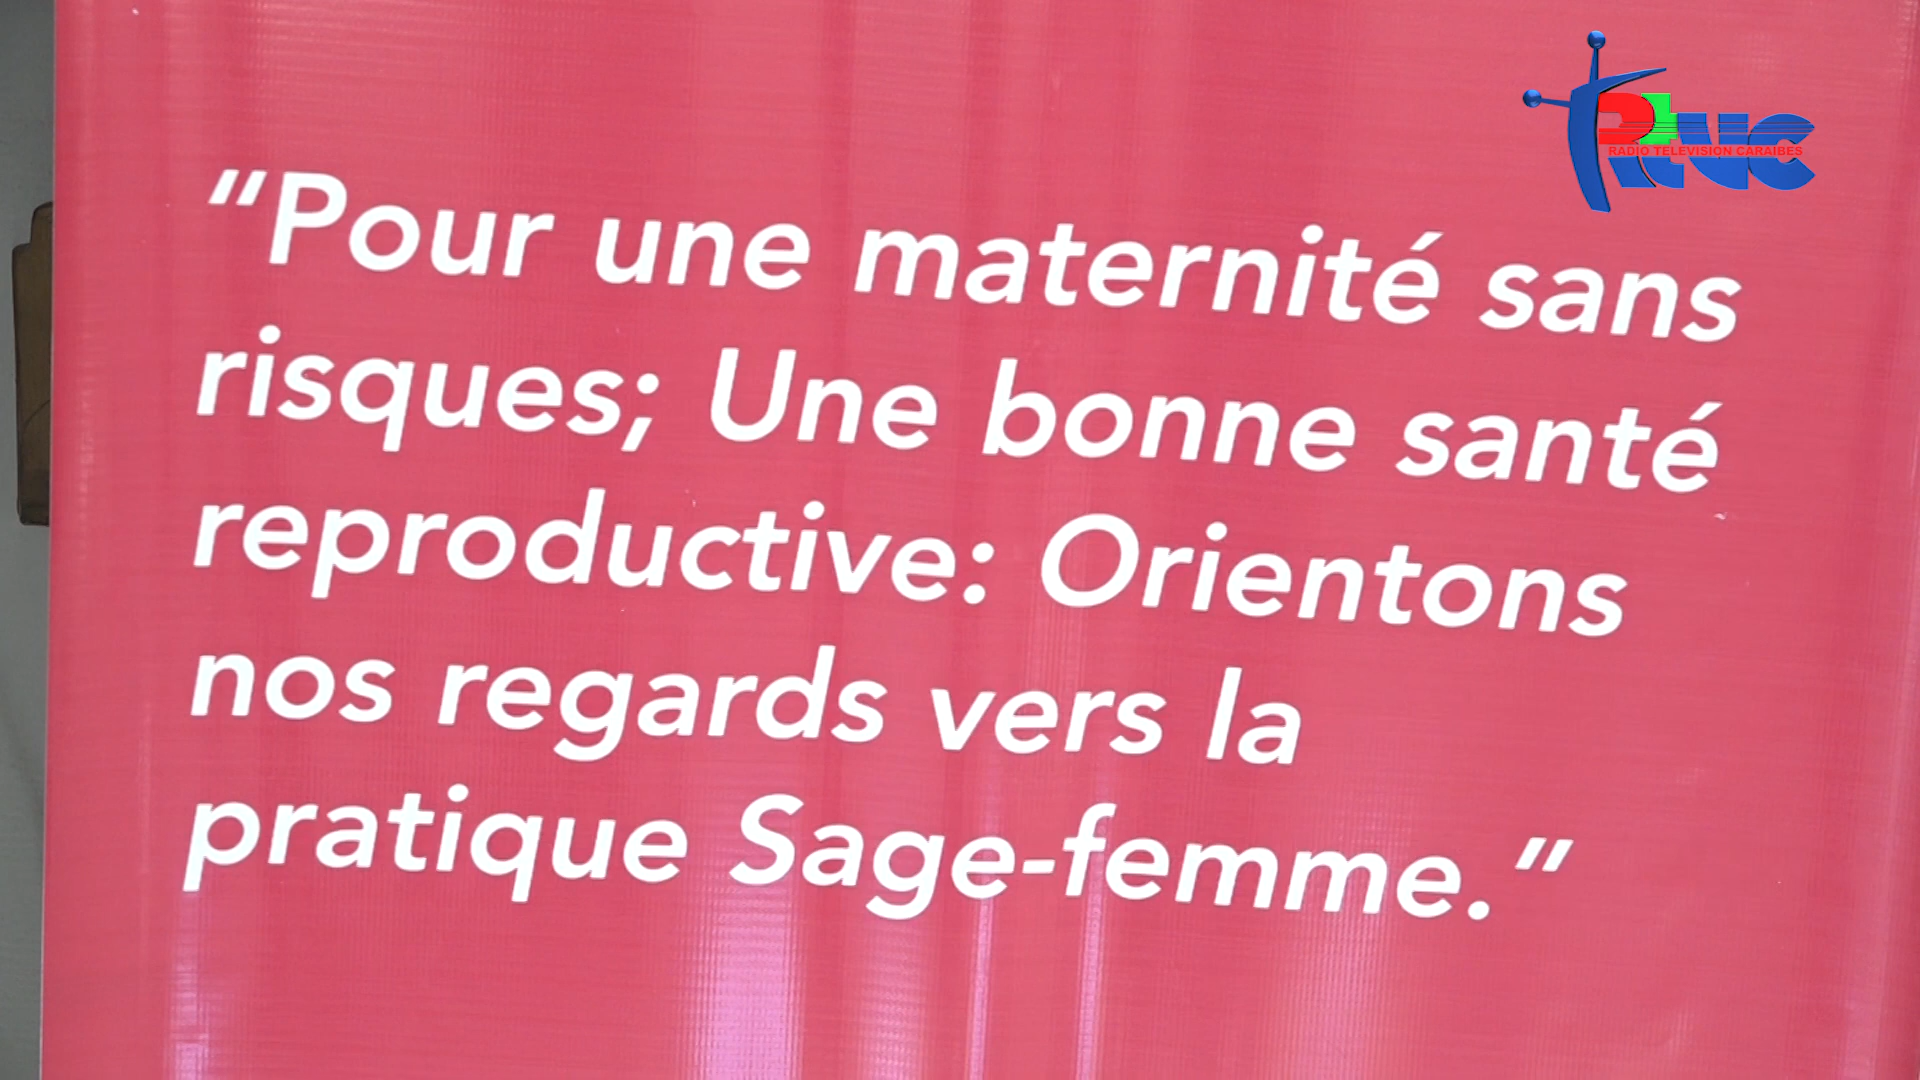 RtvC
RADIO TELEVISION CARAIBES
“Pour une maternité sans
risques; Une bonne santé
reproductive: Orientons
nos regards vers la
pratique Sage-femme.”